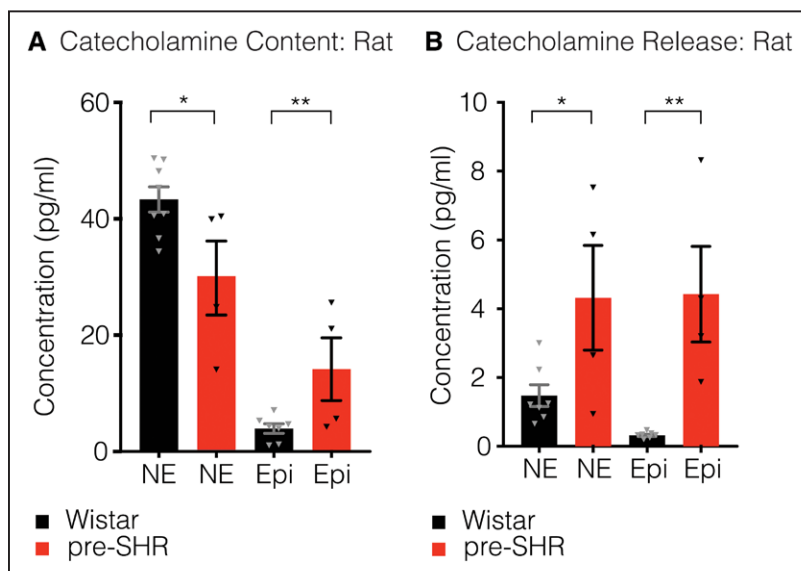 A Catecholamine Content: Rat
B Catecholamine Release: Rat
Concentration (pg/ml)
60
40
20
0
*
**
NE
NE
Epi
Epi
Wistar
pre-SHR
Concentration (pg/ml)
10
8
6
4
2
0
*
**
NE
NE
Epi
Epi
Wistar
pre-SHR